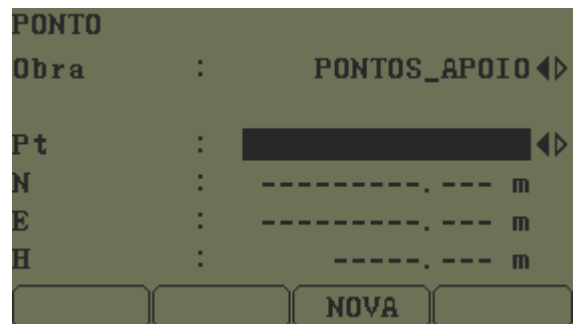 PONTO
Obra : PONTOS_APOIO
Pt :
N : ---------.--- m
E : ---------.--- m
H : -----.--- m
NOVA